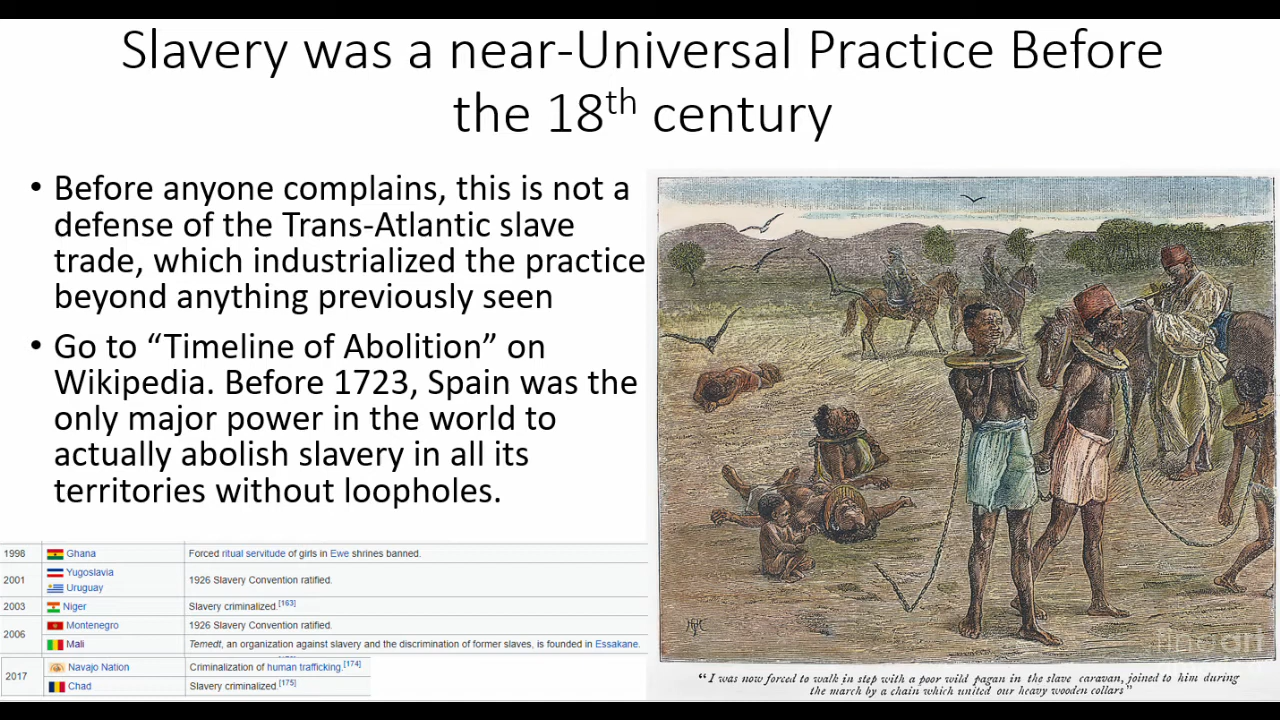 Slavery was a near-Universal Practice Before
the 18th century
• Before anyone complains, this is not a
defense of the Trans-Atlantic slave
trade, which industrialized the practice
beyond anything previously seen
• Go to “Timeline of Abolition” on
Wikipedia. Before 1723, Spain was the
only major power in the world to
actually abolish slavery in all its
territories without loopholes.
1998 Ghana Forced ritual servitude of girls in Ewe shrines banned.
2001 Yugoslavia 1926 Slavery Convention ratified.
Uruguay
2003 Niger Slavery criminalized.[163]
2006 Montenegro 1926 Slavery Convention ratified.
Mali Temedt, an organization against slavery and the discrimination of former slaves, is founded in Essakane.
2017 Navajo Nation Criminalization of human trafficking.[174]
Chad Slavery criminalized.[175]
fine art
“I was now forced to walk in step with a poor wild pagan in the slave caravan, joined to him during
the march by a chain which united our heavy wooden collars”